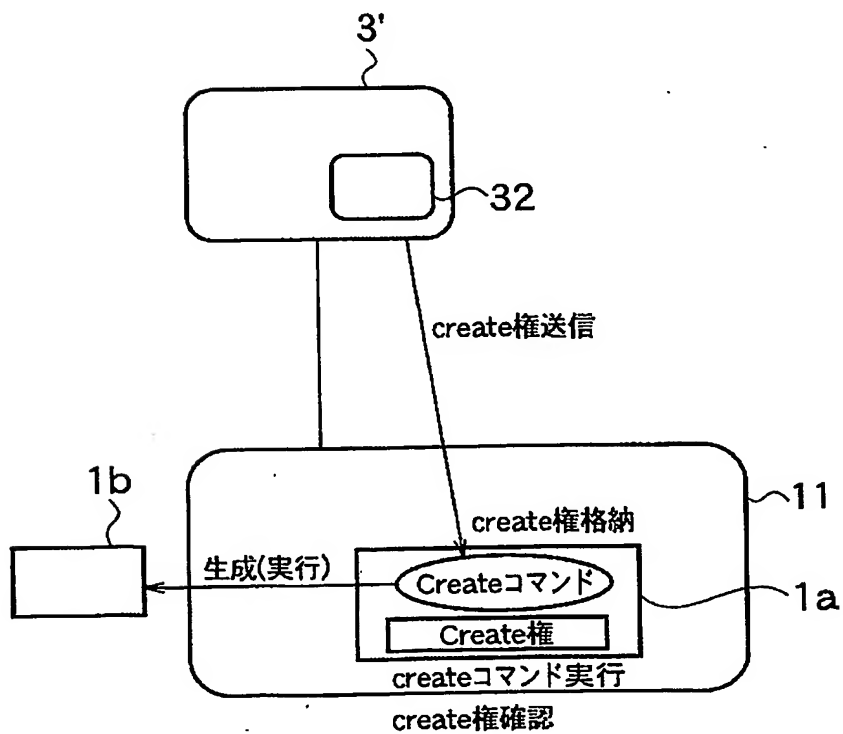 3'
32
create権送信
1b
11
create権格納
生成(実行)
Createコマンド
1a
Create権
createコマンド実行
create権確認